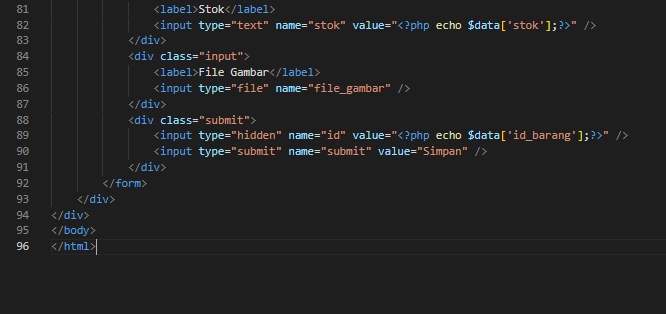 81 <label>Stok</label>
82 <input type="text" name="stok" value="<?php echo $data['stok'];?>" />
83 </div>
84 <div class="input">
85 <label>File Gambar</label>
86 <input type="file" name="file_gambar" />
87 </div>
88 <div class="submit">
89 <input type="hidden" name="id" value="<?php echo $data['id_barang'];?>" />
90 <input type="submit" name="submit" value="Simpan" />
91 </div>
92 </form>
93 </div>
94 </div>
95 </body>
96 </html>